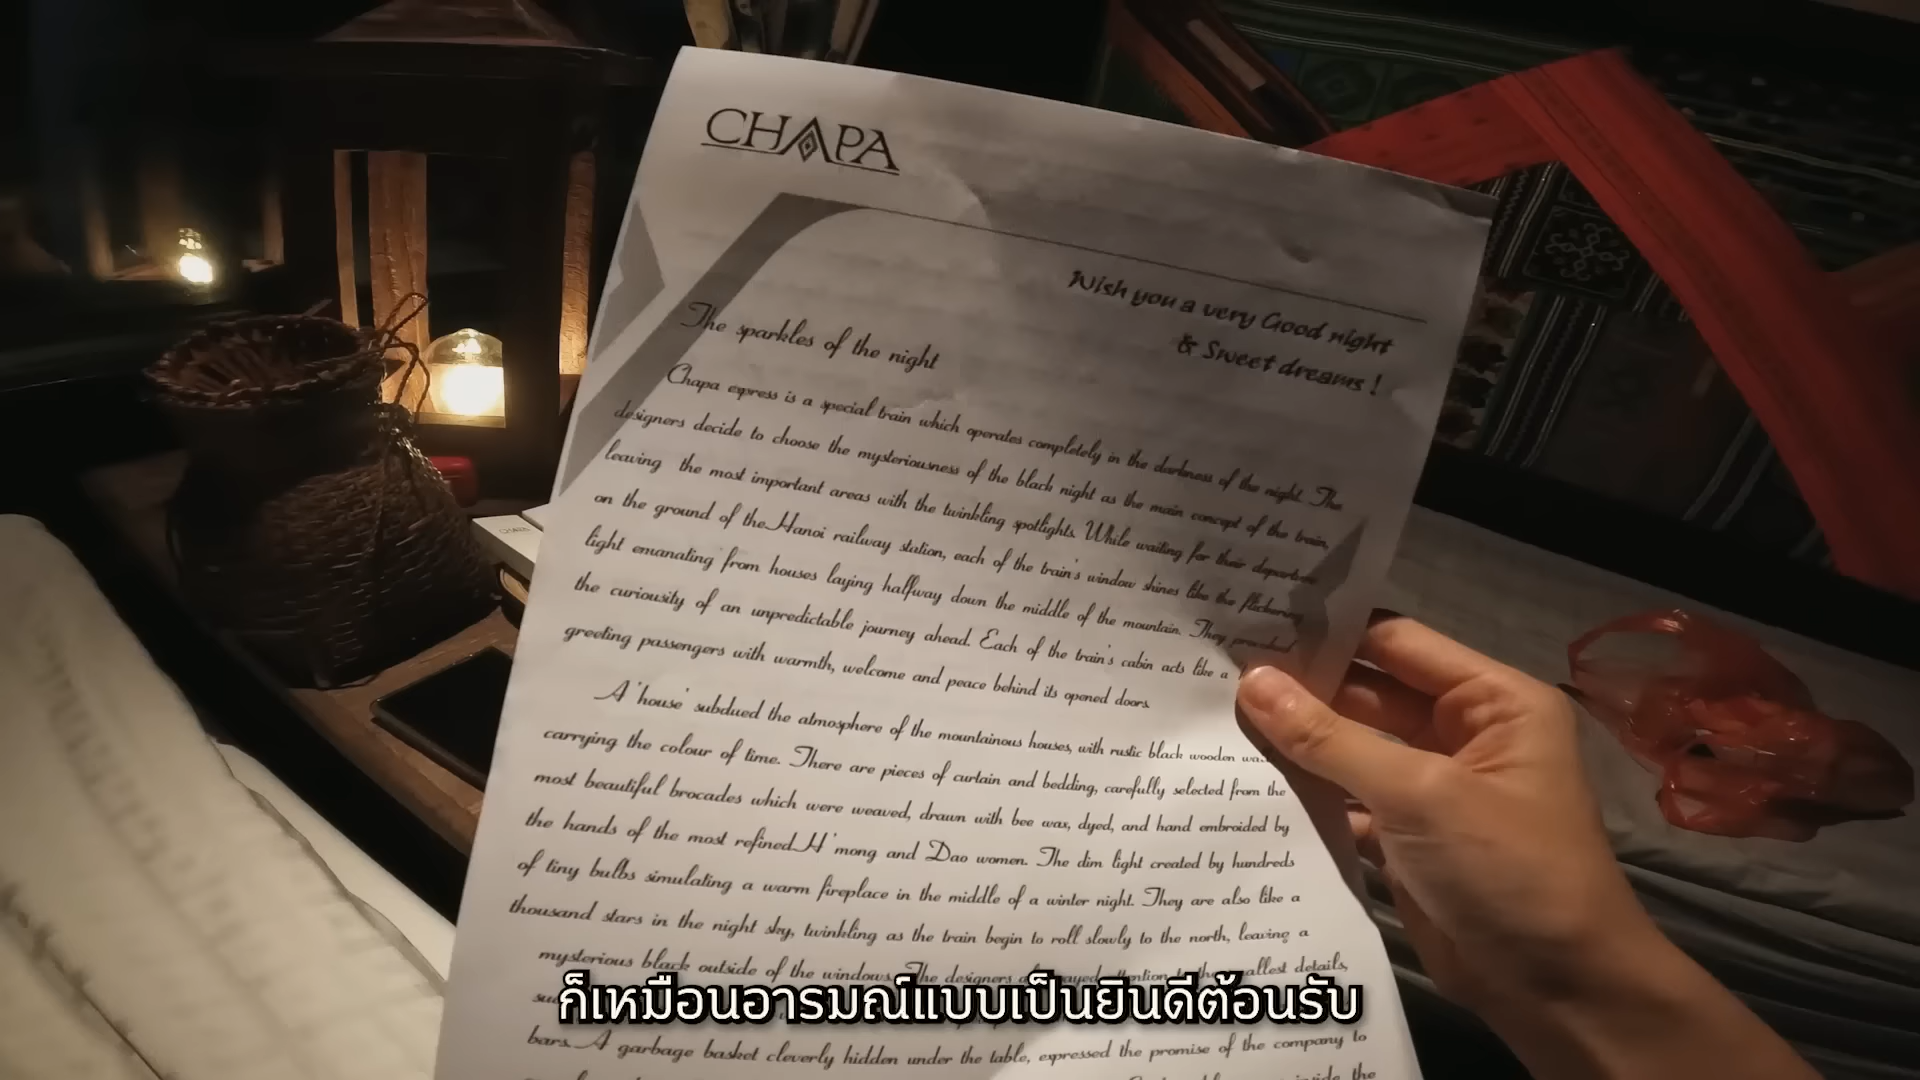 CHAPA
Wish you a very Good night
& Sweet dreams !
The sparkles of the night
Chapa express is a special train which operates completely in the darkness of the night. The
designers decide to choose the mysteriousness of the black night as the main concept of the train,
leaving the most important areas with the twinkling spotlights. While waiting for their departure
on the ground of the Hanoi railway station, each of the train's window shines like the flickering
light emanating from houses laying halfway down the middle of the mountain. They provoked
the curiousity of an unpredictable journey ahead. Each of the train's cabin acts like a
greeting passengers with warmth, welcome and peace behind its opened doors.
A 'house' subdued the atmosphere of the mountainous houses, with rustic black wooden
carrying the colour of time. There are pieces of curtain and bedding, carefully selected from the
most beautiful brocades which were weaved, drawn with bee wax, dyed, and hand embroided by
the hands of the most refined H'mong and Dao women. The dim light created by hundreds
of tiny bulbs simulating a warm fireplace in the middle of a winter night. They are also like a
thousand stars in the night sky, twinkling as the train begin to roll slowly to the north, leaving a
mysterious black outside of the windows. The designers details,
ก็เหมือนอารมณ์แบบเป็นยินดีต้อนรับ
bars. A garbage basket cleverly hidden under the table, expressed the promise of the company to
the